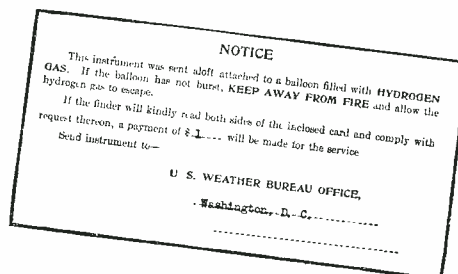 NOTICE
This instrument was sent aloft attached to a balloon filled with HYDROGEN
GAS. If the balloon has not burst, KEEP AWAY FROM FIRE and allow the
hydrogen gas to escape.
If the finder will kindly read both sides of the inclosed card and comply with
request thereon, a payment of $ 1 will be made for the service
Send instrument to—
U S. WEATHER BUREAU OFFICE,
Washington, D. C.